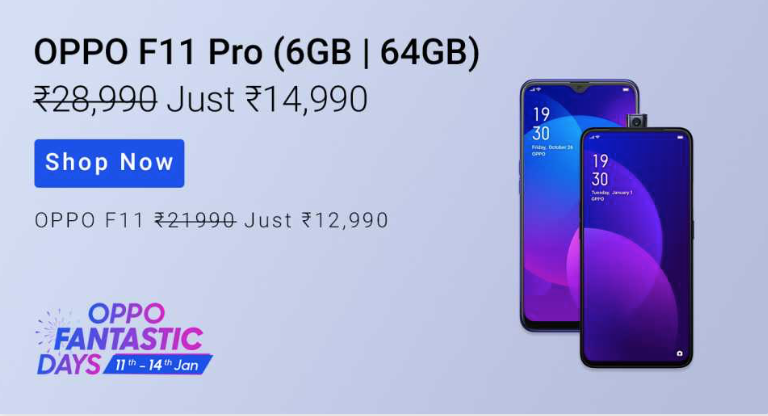 OPPO F11 Pro (6GB | 64GB)
₹28,990 Just ₹14,990
Shop Now
OPPO F11 ₹21990 Just ₹12,990
OPPO
FANTASTIC
DAYS 11th - 14th Jan
19
30
Friday, October 26
OPPO
19
30
Tuesday, January 1
OPPO